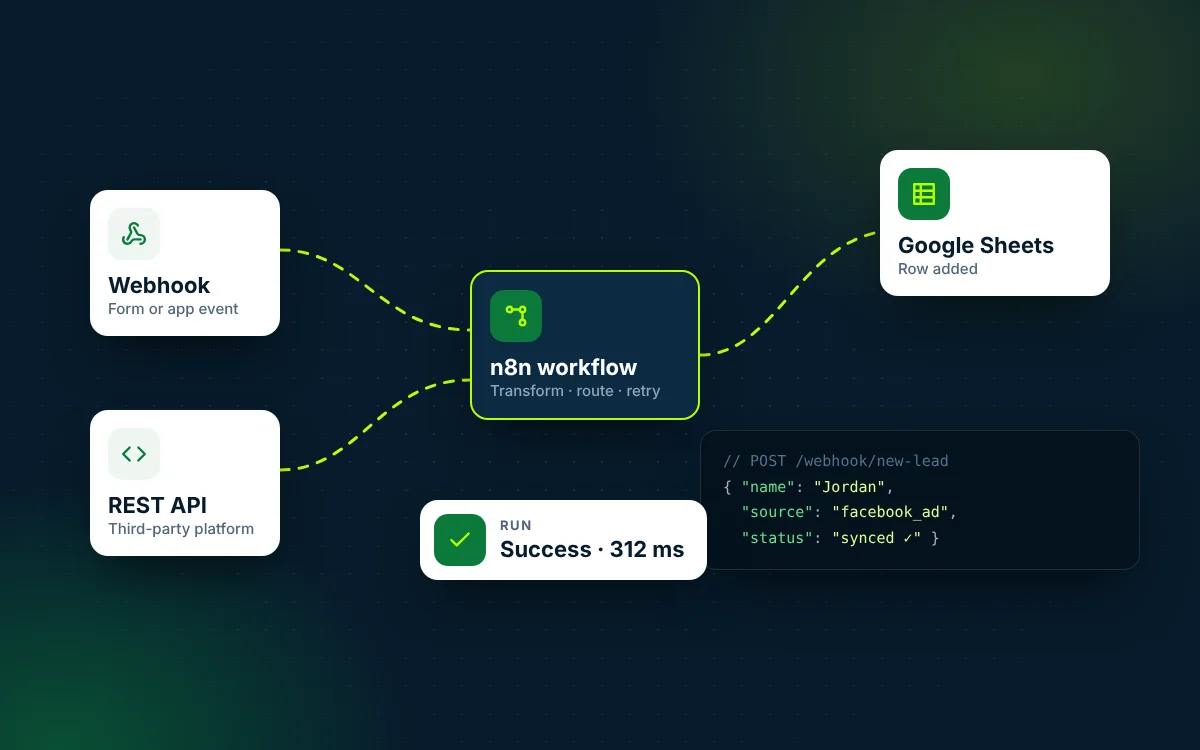 Webhook
Form or app event
REST API
Third-party platform
n8n workflow
Transform · route · retry
Google Sheets
Row added
RUN
Success · 312 ms
// POST /webhook/new-lead
{ "name": "Jordan",
"source": "facebook_ad",
"status": "synced ✓" }